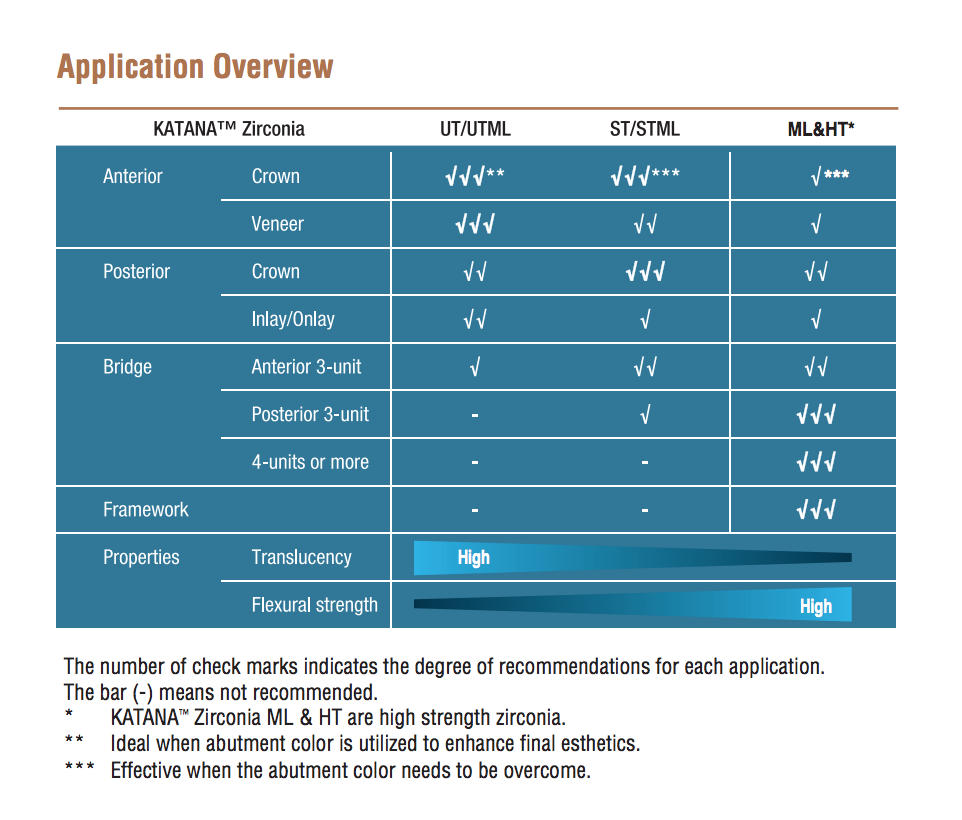 Application Overview
KATANA™ Zirconia UT/UTML ST/STML ML&HT*
Anterior Crown √√√** √√√*** √***
Veneer √√√ √√ √
Posterior Crown √√ √√√ √√
Inlay/Onlay √√ √ √
Bridge Anterior 3-unit √ √√ √√
Posterior 3-unit - √ √√√
4-units or more - - √√√
Framework - - √√√
Properties Translucency High
Flexural strength High
The number of check marks indicates the degree of recommendations for each application.
The bar (-) means not recommended.
* KATANA™ Zirconia ML & HT are high strength zirconia.
** Ideal when abutment color is utilized to enhance final esthetics.
*** Effective when the abutment color needs to be overcome.